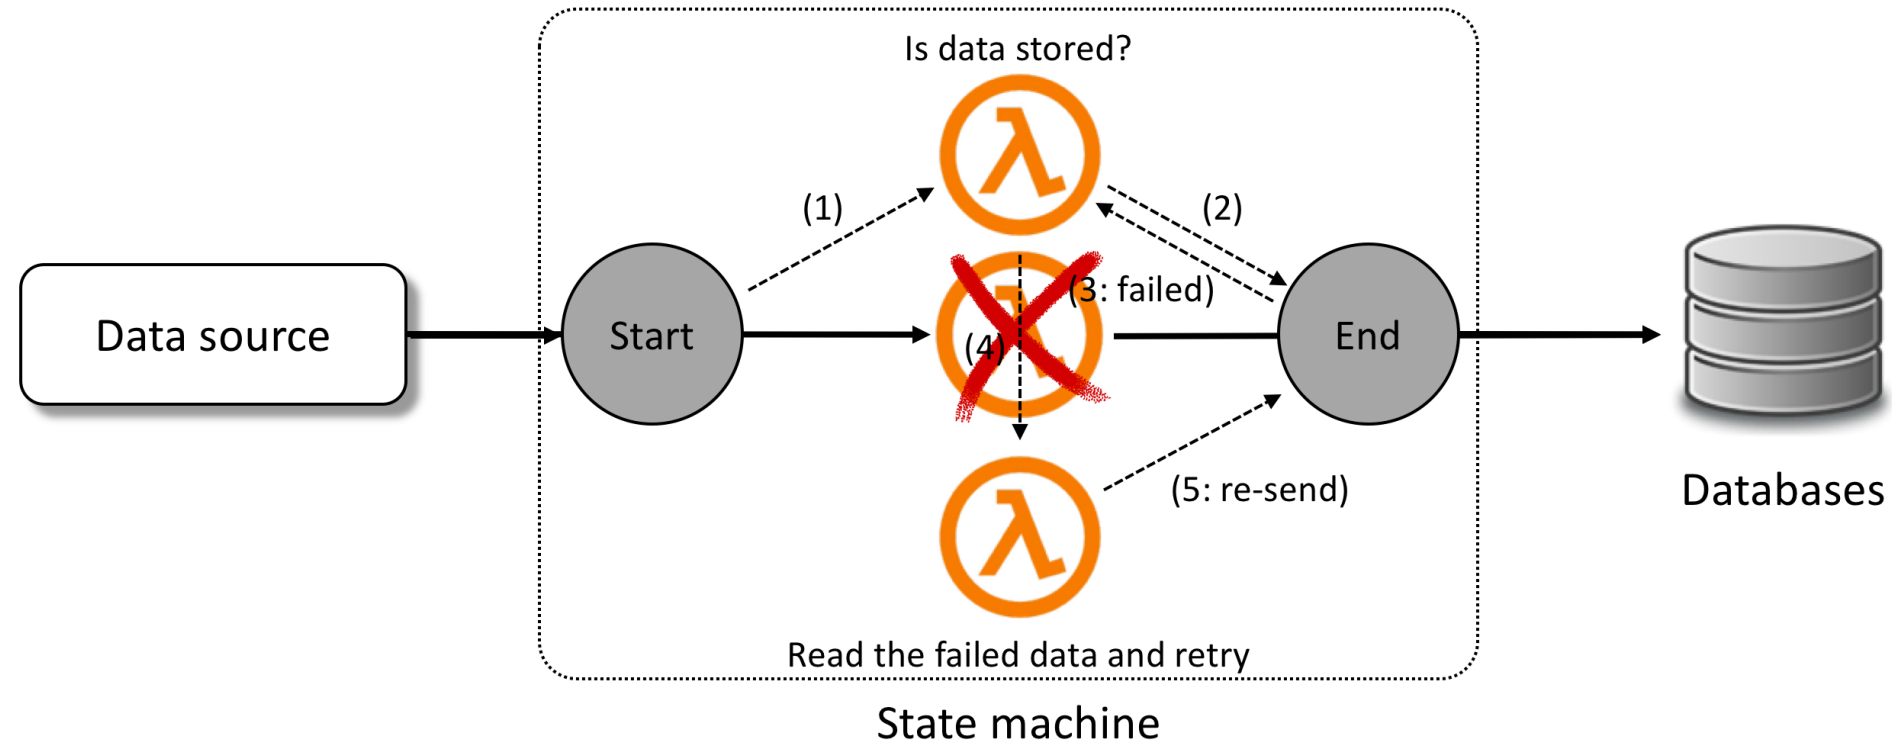 Is data stored?
(1)
(2)
Data source
Start
(3: failed)
(4)
End
(5: re-send)
Databases
Read the failed data and retry
State machine